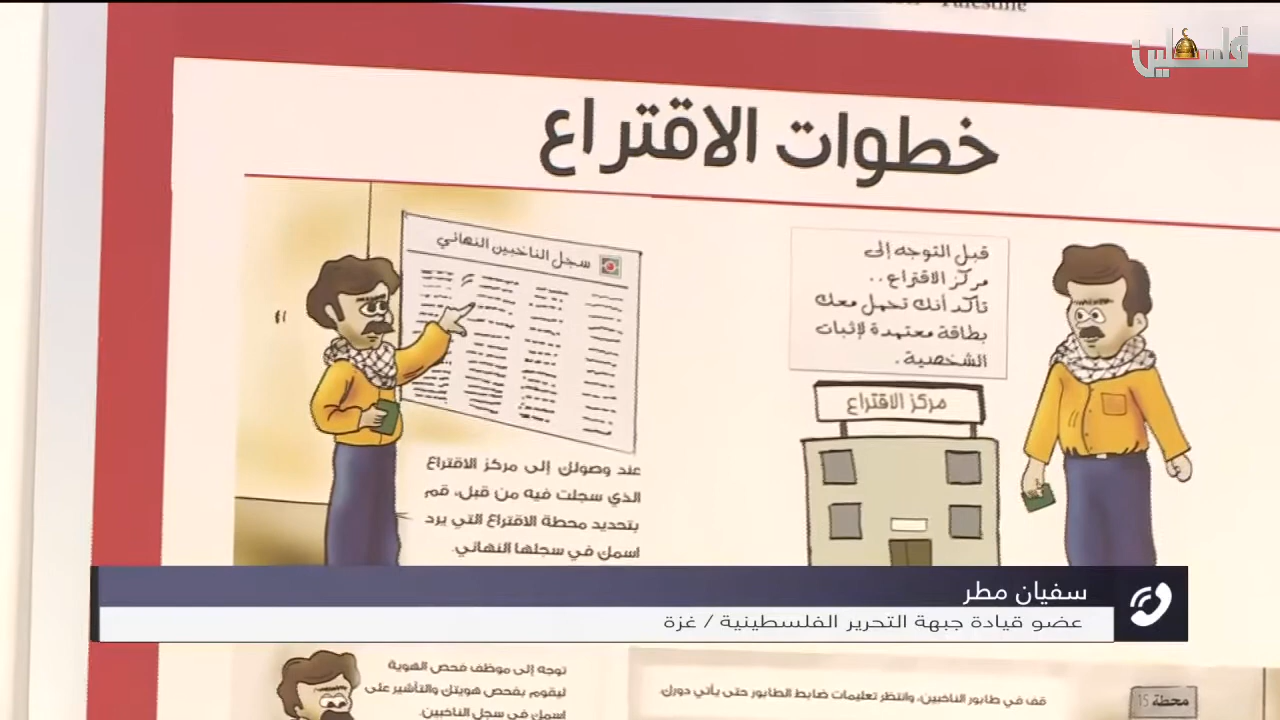 Palestine
فلسطين
خطوات الاقتراع
قبل التوجه إلى
مركز الاقتراع..
تأكد أنك تحمل معك
بطاقة معتمدة لإثبات
الشخصية.
مركز الاقتراع
سجل الناخبين النهائي
عند وصولك إلى مركز الاقتراع
الذي سجلت فيه من قبل، قم
بتحديد محطة الاقتراع التي يرد
اسمك في سجلها النهائي.
سفيان مطر
عضو قيادة جبهة التحرير الفلسطينية / غزة
محطة 15
قف في طابور الناخبين، وانتظر تعليمات ضابط الطابور حتى يأتي دورك.
توجه إلى موظف فحص الهوية
ليقوم بفحص هويتك والتأشير على
اسمك في سجل الناخبين.